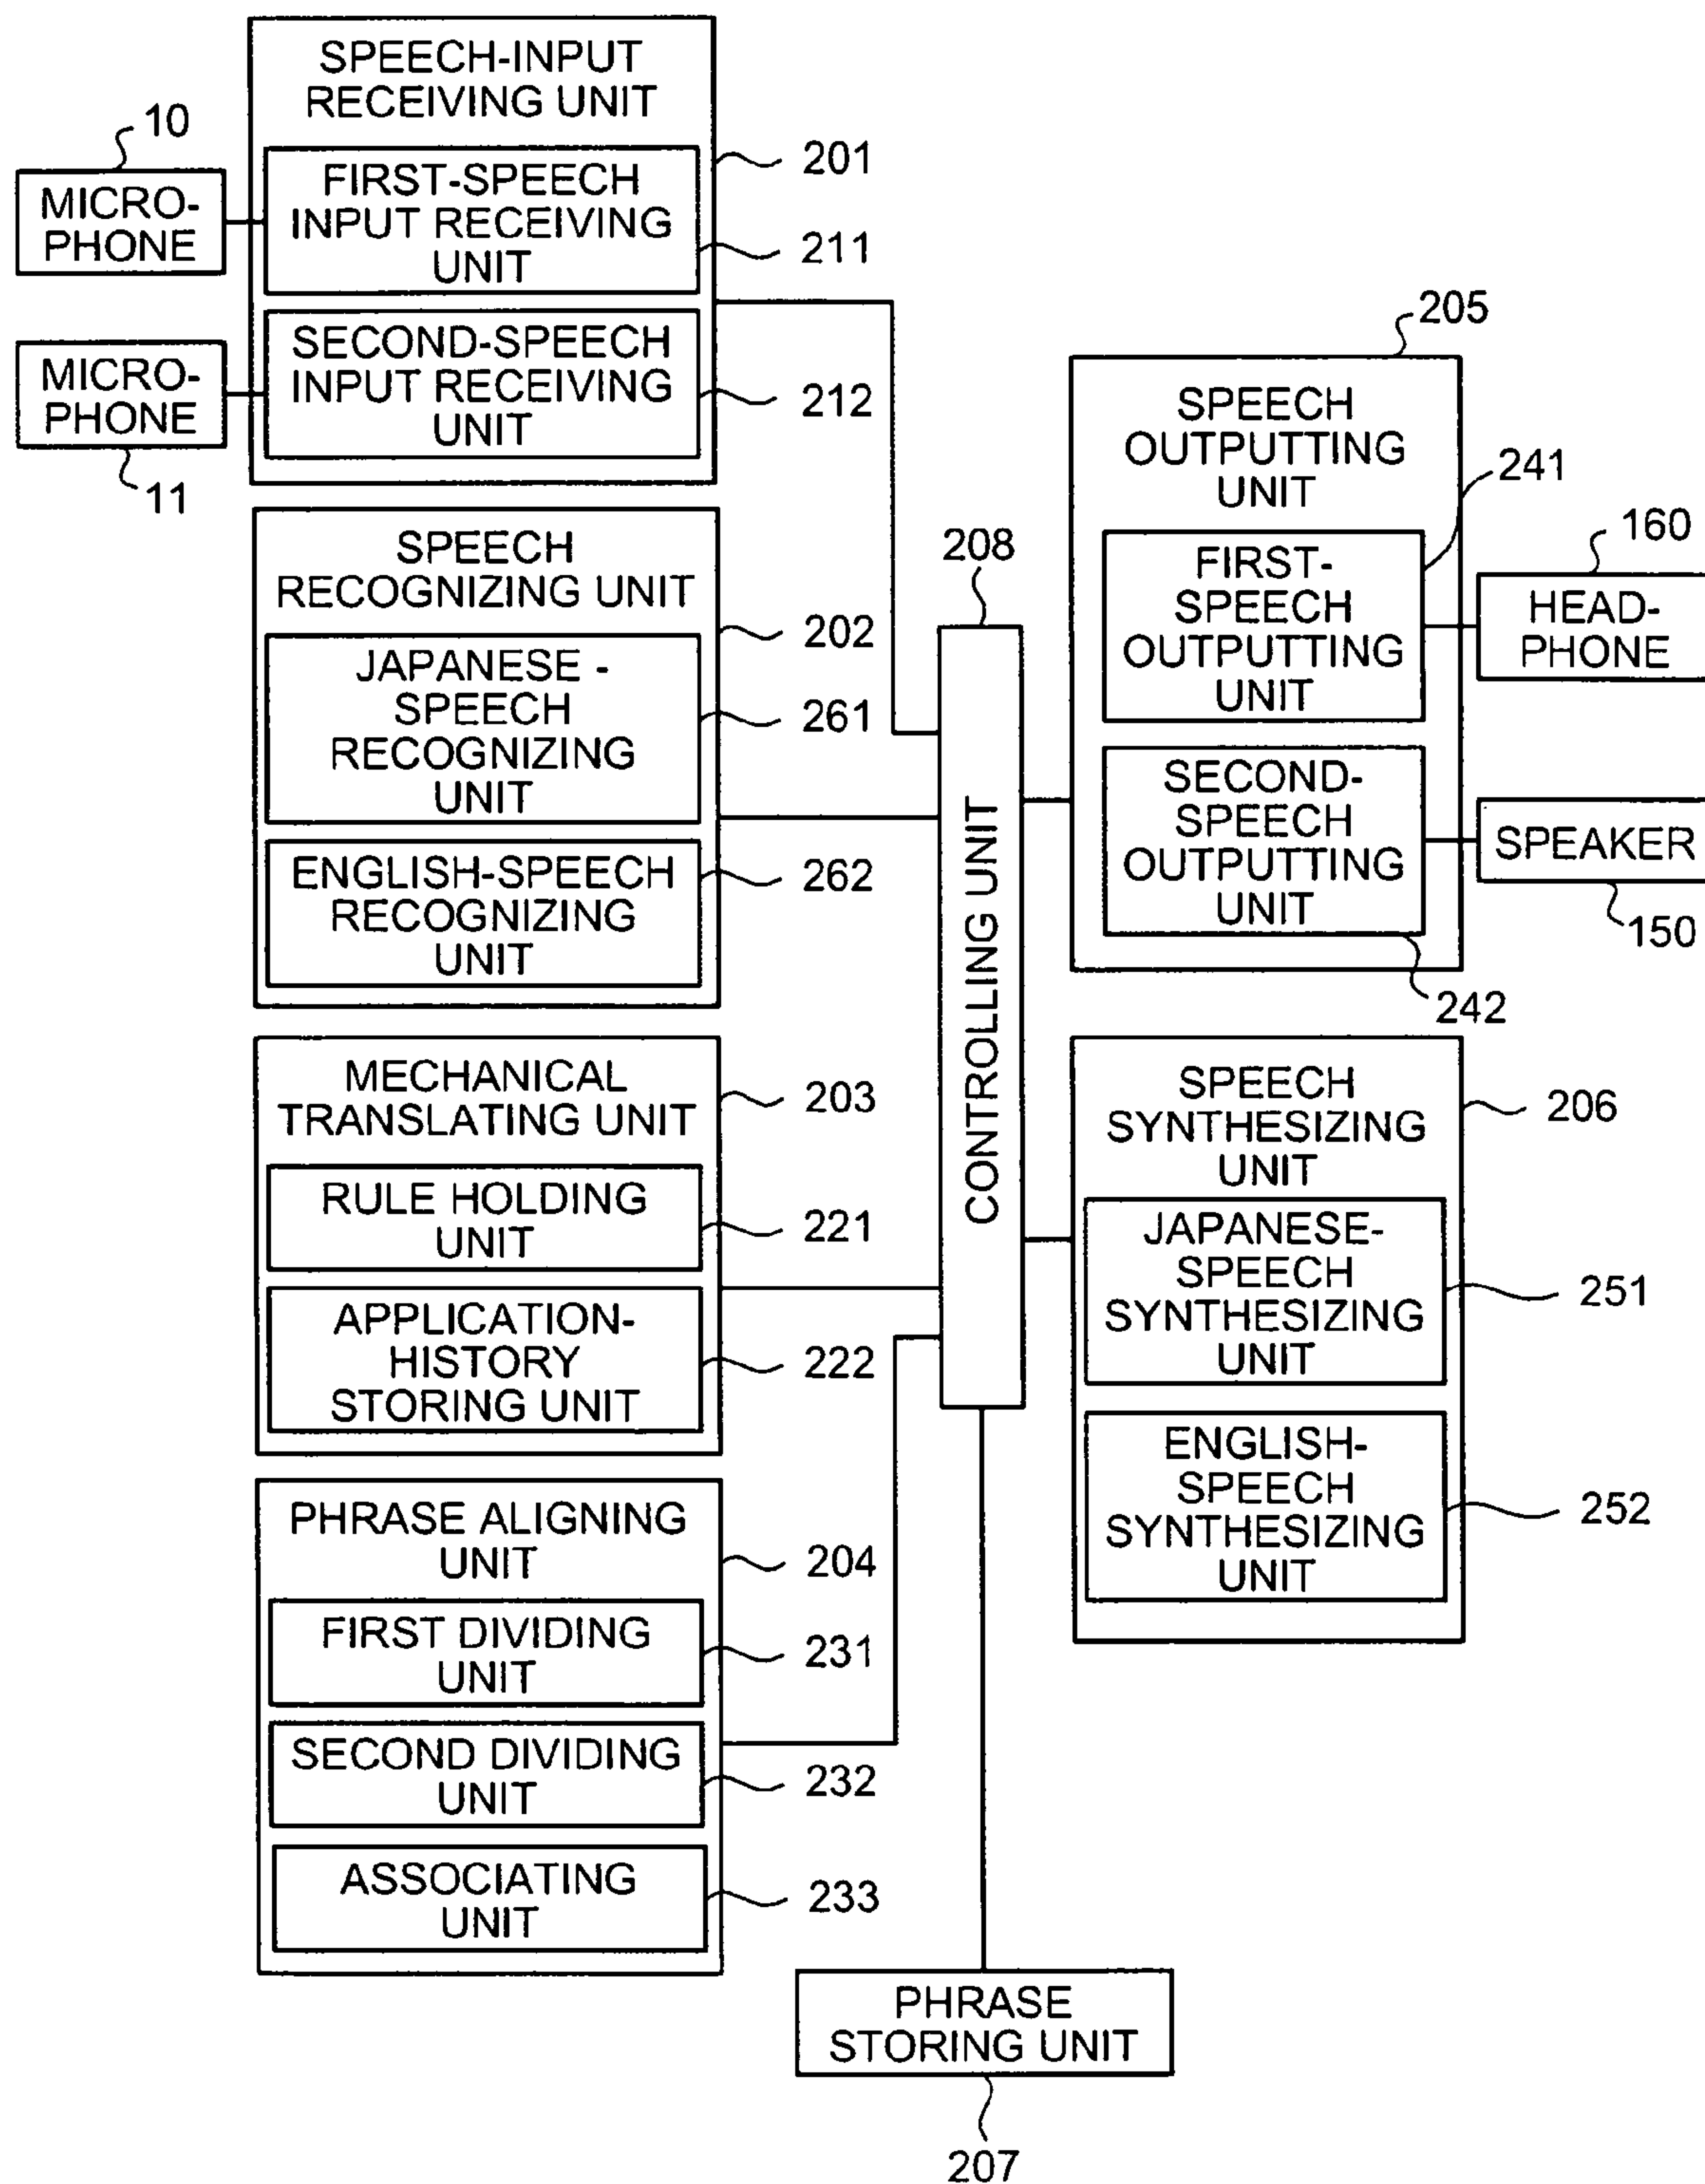 SPEECH-INPUT
RECEIVING UNIT
201
10
MICRO-
PHONE
FIRST-SPEECH
INPUT RECEIVING
UNIT
211
MICRO-
PHONE
11
SECOND-SPEECH
INPUT RECEIVING
UNIT
212
SPEECH
RECOGNIZING UNIT
202
JAPANESE -
SPEECH
RECOGNIZING
UNIT
261
ENGLISH-SPEECH
RECOGNIZING
UNIT
262
MECHANICAL
TRANSLATING UNIT
203
RULE HOLDING
UNIT
221
APPLICATION-
HISTORY
STORING UNIT
222
PHRASE ALIGNING
UNIT
204
FIRST DIVIDING
UNIT
231
SECOND DIVIDING
UNIT
232
ASSOCIATING
UNIT
233
208
CONTROLLING UNIT
205
SPEECH
OUTPUTTING
UNIT
241
FIRST-
SPEECH
OUTPUTTING
UNIT
160
HEAD-
PHONE
SECOND-
SPEECH
OUTPUTTING
UNIT
242
SPEAKER
150
SPEECH
SYNTHESIZING
UNIT
206
JAPANESE-
SPEECH
SYNTHESIZING
UNIT
251
ENGLISH-
SPEECH
SYNTHESIZING
UNIT
252
PHRASE
STORING UNIT
207